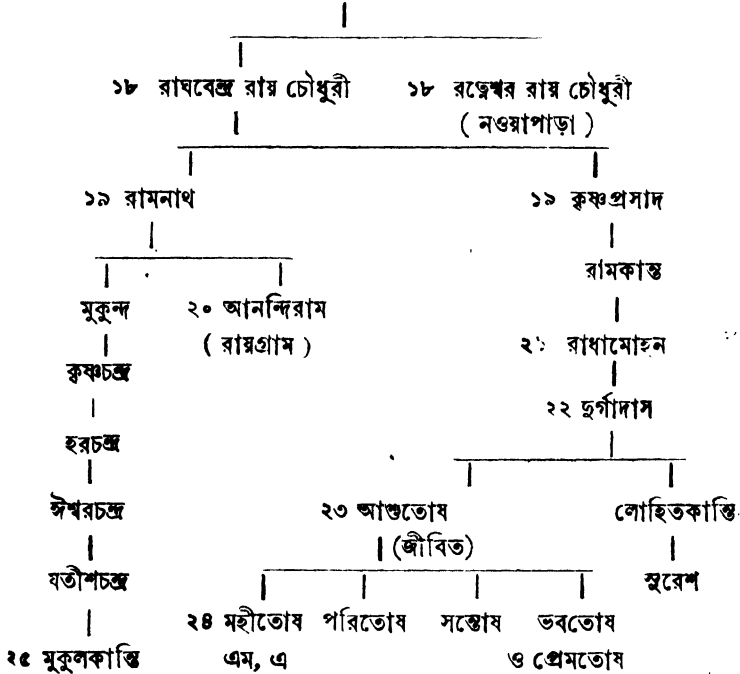 ১৮ রাঘবেন্দ্র রায় চৌধুরী ১৮ রত্নেশ্বর রায় চৌধুরী
( নওয়াপাড়া )
১৯ রামনাথ ১৯ কৃষ্ণপ্রসাদ
রামকান্ত
মুকুন্দ ২০ আনন্দিরাম
( রায়গ্রাম ) রাধামোহন
কৃষ্ণচন্দ্র
২২ দুর্গাদাস
হরচন্দ্র
ঈশ্বরচন্দ্র ২৩ আশুতোষ লোহিতকান্তি
(জীবিত)
যতীশচন্দ্র সুরেশ
২৪ মহীতোষ পরিতোষ সন্তোষ ভবতোষ
২৫ মুকুলকান্তি এম, এ ও প্রেমতোষ